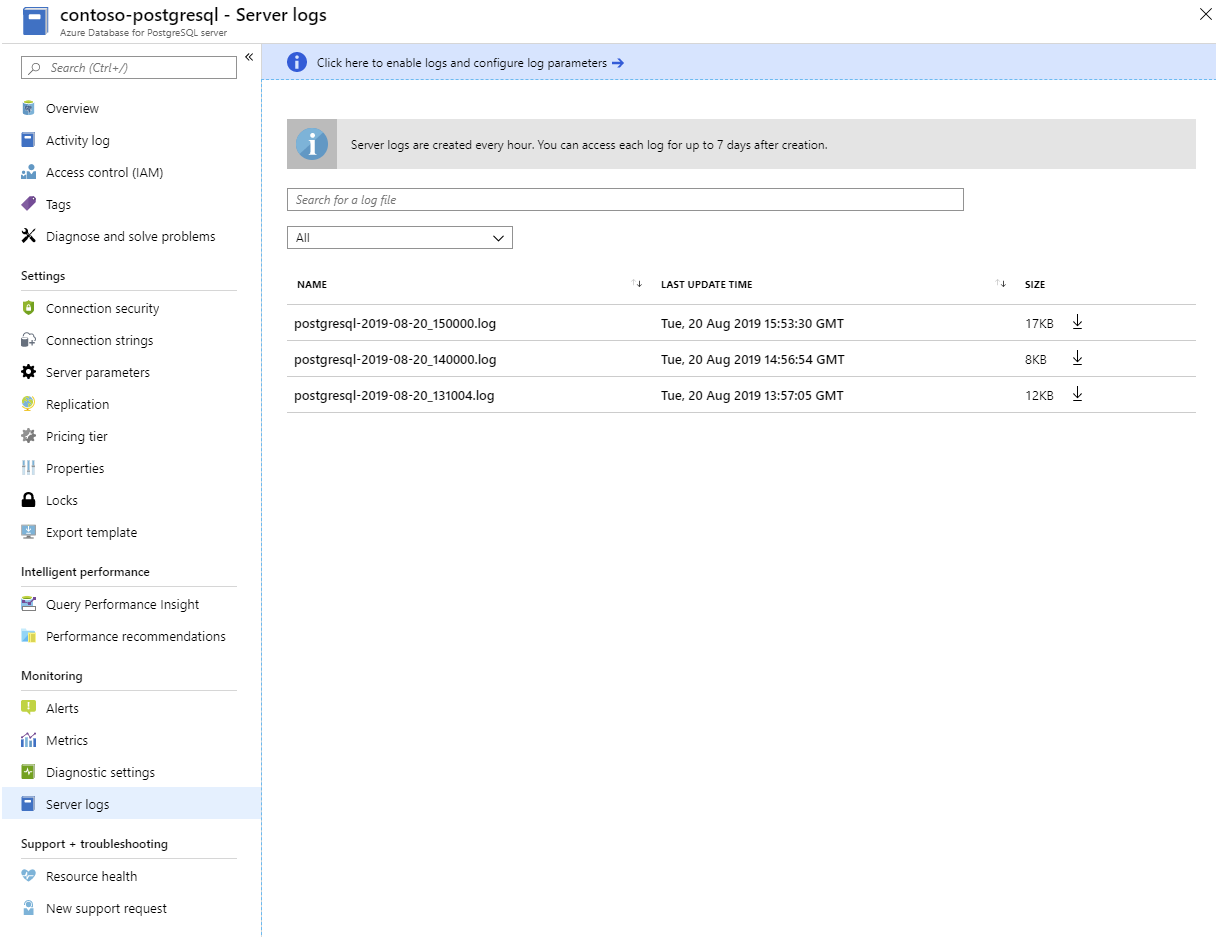 contoso-postgresql - Server logs
Azure Database for PostgreSQL server
Search (Ctrl+/)
Overview
Activity log
Access control (IAM)
Tags
Diagnose and solve problems
Settings
Connection security
Connection strings
Server parameters
Replication
Pricing tier
Properties
Locks
Export template
Intelligent performance
Query Performance Insight
Performance recommendations
Monitoring
Alerts
Metrics
Diagnostic settings
Server logs
Support + troubleshooting
Resource health
New support request
Click here to enable logs and configure log parameters →
Server logs are created every hour. You can access each log for up to 7 days after creation.
Search for a log file
All
NAME LAST UPDATE TIME SIZE
postgresql-2019-08-20_150000.log Tue, 20 Aug 2019 15:53:30 GMT 17KB
postgresql-2019-08-20_140000.log Tue, 20 Aug 2019 14:56:54 GMT 8KB
postgresql-2019-08-20_131004.log Tue, 20 Aug 2019 13:57:05 GMT 12KB